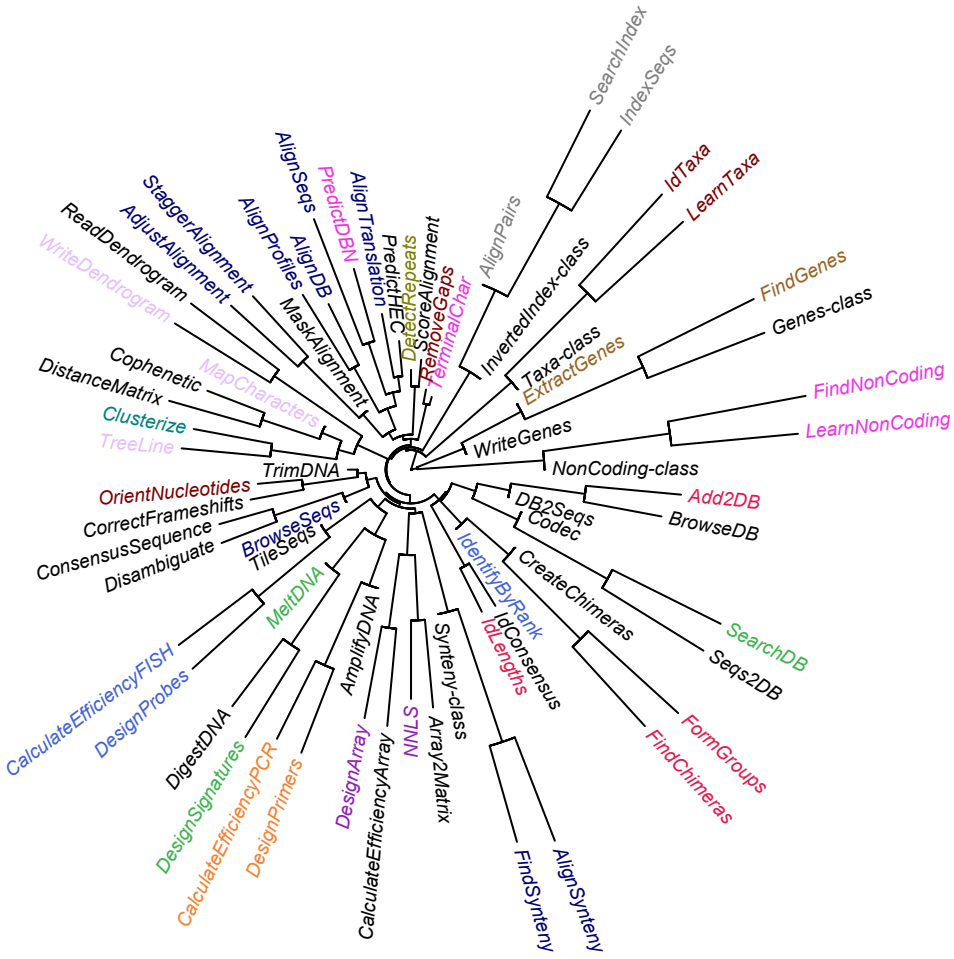 SearchIndex
IndexSeqs
AlignPairs
InvertedIndex-class
IdTaxa
LearnTaxa
Taxa-class
FindGenes
Genes-class
ExtractGenes
WriteGenes
FindNonCoding
LearnNonCoding
NonCoding-class
Add2DB
BrowseDB
DB2Seqs
Codec
SearchDB
Seqs2DB
CreateChimeras
FormGroups
FindChimeras
IdentifyByRank
IdConsensus
IdLengths
AlignSynteny
FindSynteny
Synteny-class
Array2Matrix
NNLS
CalculateEfficiencyArray
DesignArray
AmplifyDNA
DesignPrimers
CalculateEfficiencyPCR
DesignSignatures
DigestDNA
MeltDNA
DesignProbes
CalculateEfficiencyFISH
TileSeqs
BrowseSeqs
Disambiguate
ConsensusSequence
CorrectFrameshifts
OrientNucleotides
TrimDNA
TreeLine
Clusterize
DistanceMatrix
Cophenetic
MapCharacters
WriteDendrogram
ReadDendrogram
AdjustAlignment
StaggerAlignment
MaskAlignment
AlignProfiles
AlignDB
AlignSeqs
PredictDBN
AlignTranslation
PredictHEC
DetectRepeats
ScoreAlignment
RemoveGaps
TerminalChar